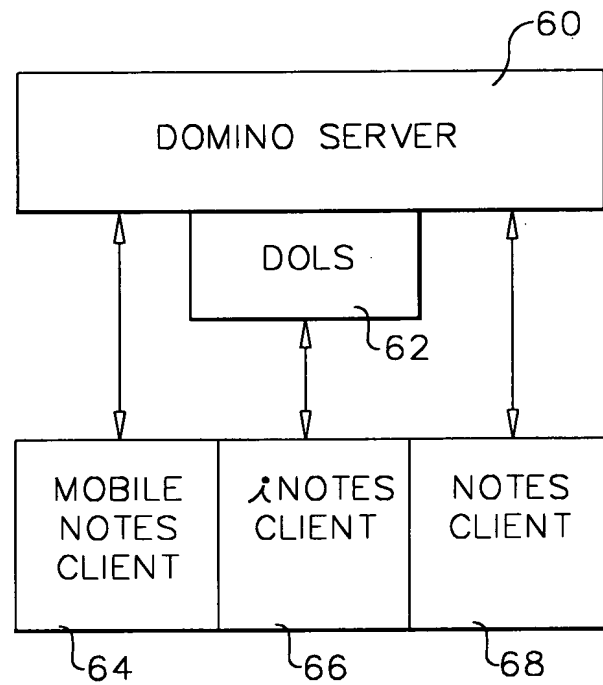 60
DOMINO SERVER
DOLS
62
MOBILE
NOTES
CLIENT
iNOTES
CLIENT
NOTES
CLIENT
64
66
68